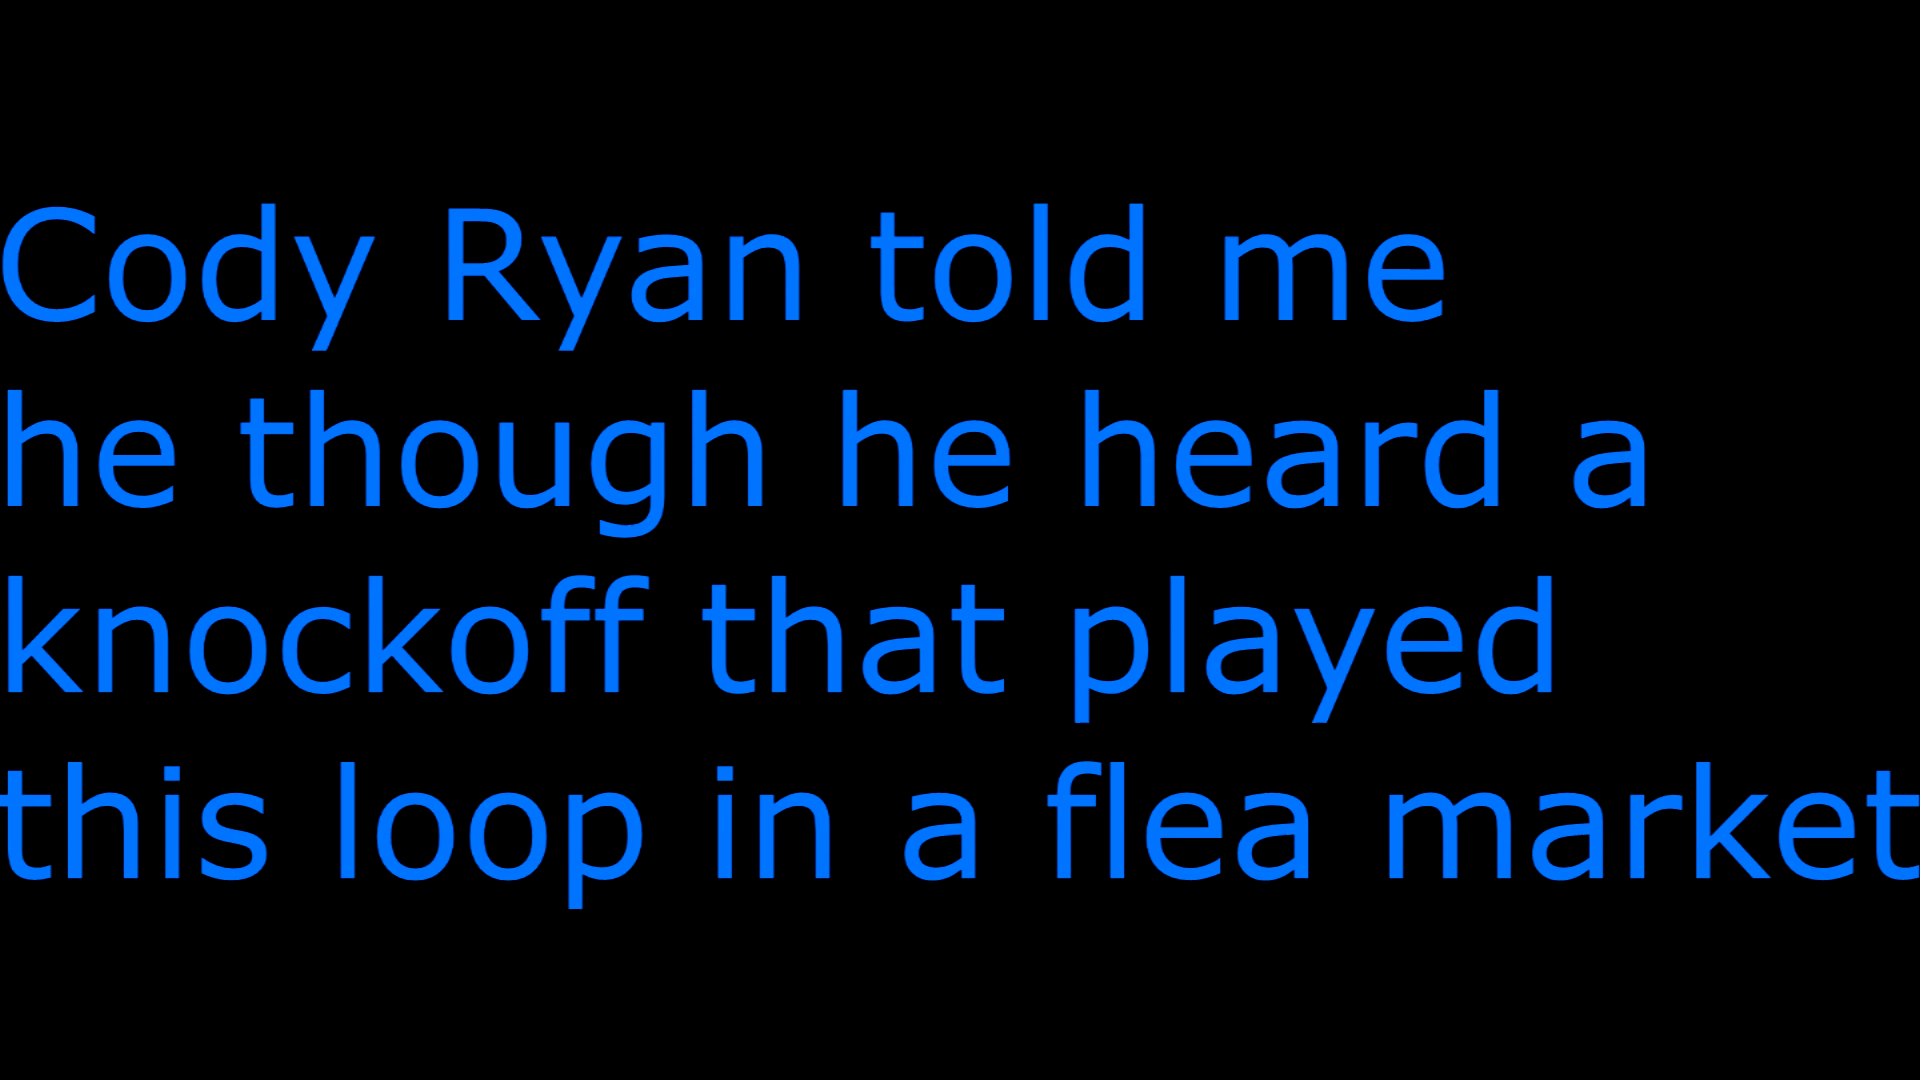 Cody Ryan told me
he though he heard a
knockoff that played
this loop in a flea market